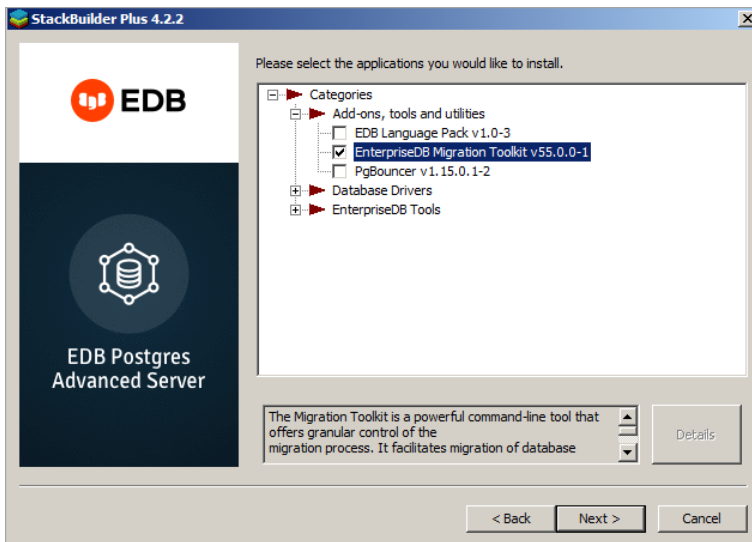 StackBuilder Plus 4.2.2
EDB
EDB Postgres
Advanced Server
Please select the applications you would like to install.
Categories
Add-ons, tools and utilities
EDB Language Pack v1.0-3
EnterpriseDB Migration Toolkit v55.0.0-1
PgBouncer v1.15.0.1-2
Database Drivers
EnterpriseDB Tools
The Migration Toolkit is a powerful command-line tool that
offers granular control of the
migration process. It facilitates migration of database
Details
< Back
Next >
Cancel